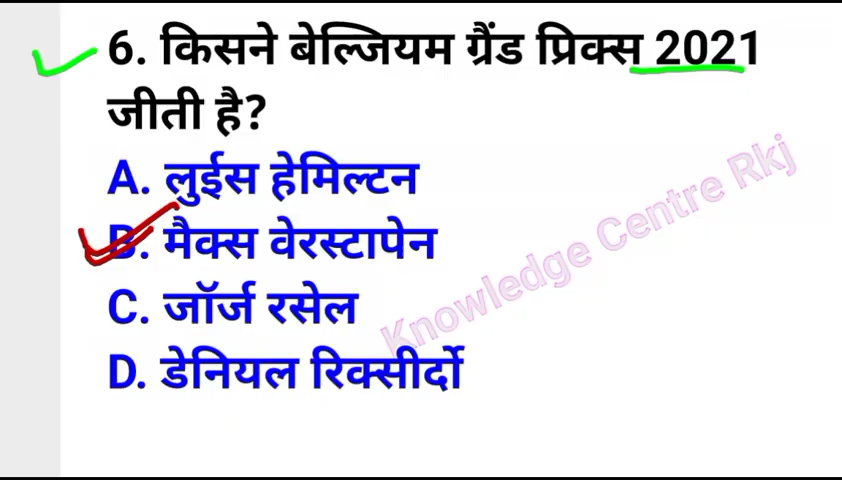 6. किसने बेल्जियम ग्रैंड प्रिक्स 2021
जीती है?
A. लुईस हेमिल्टन
B. मैक्स वेरस्टापेन
C. जॉर्ज रसेल
D. डेनियल रिक्सीर्दो
Knowledge Centre Rkj